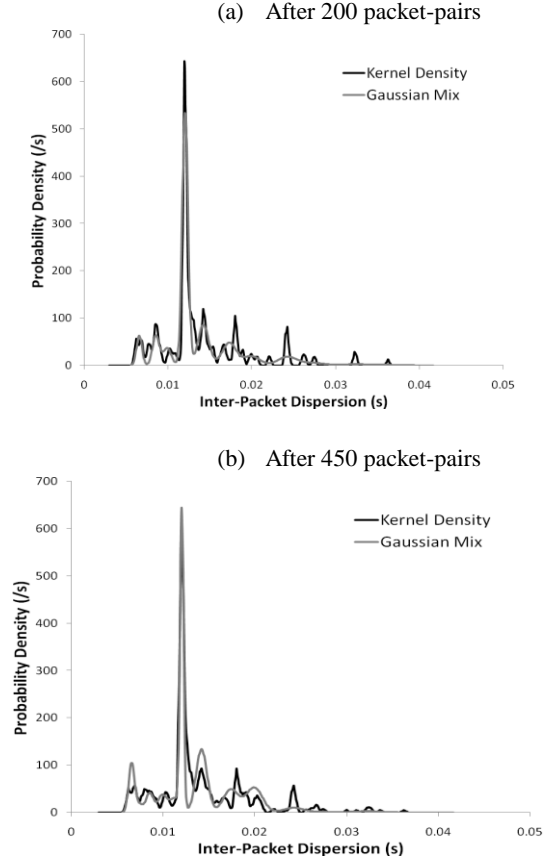 (a) After 200 packet-pairs
700
600
500
400
300
200
100
0
Probability Density (/s)
Kernel Density
Gaussian Mix
0 0.01 0.02 0.03 0.04 0.05
Inter-Packet Dispersion (s)
(b) After 450 packet-pairs
700
600
500
400
300
200
100
0
Probability Density (/s)
Kernel Density
Gaussian Mix
0 0.01 0.02 0.03 0.04 0.05
Inter-Packet Dispersion (s)